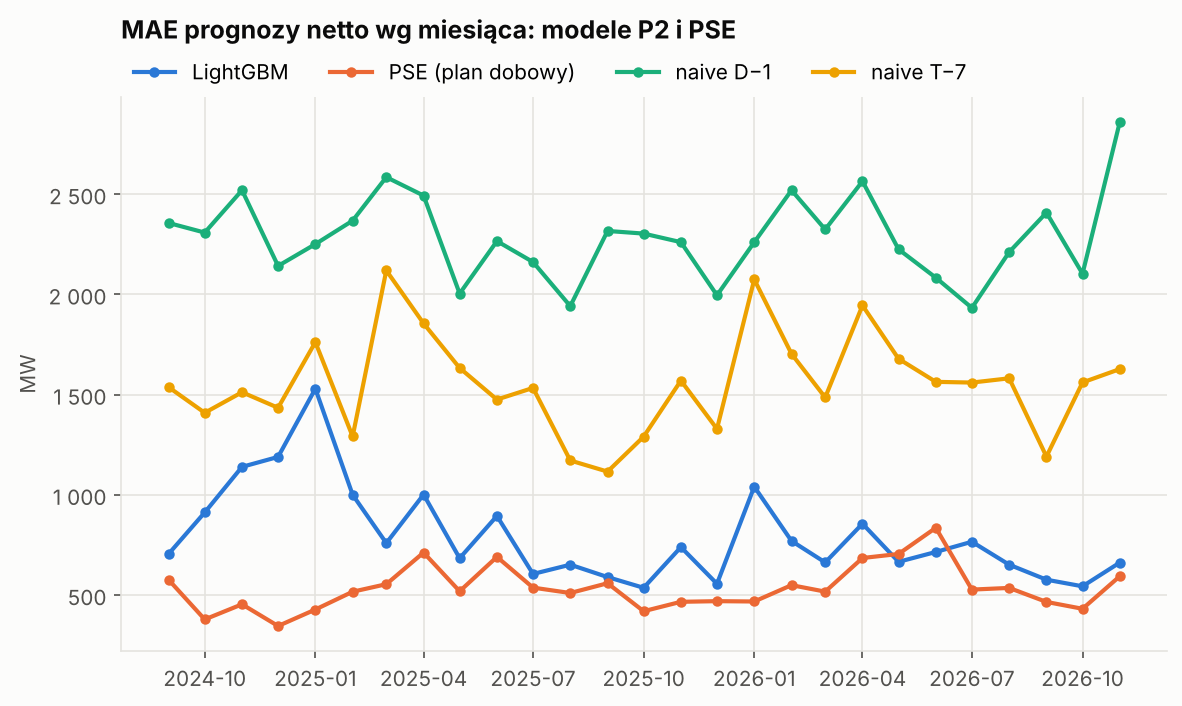 MAE prognozy netto wg miesiąca: modele P2 i PSE
LightGBM PSE (plan dobowy) naive D−1 naive T−7
2 500
2 000
1 500
1 000
500
MW
2024-10 2025-01 2025-04 2025-07 2025-10 2026-01 2026-04 2026-07 2026-10